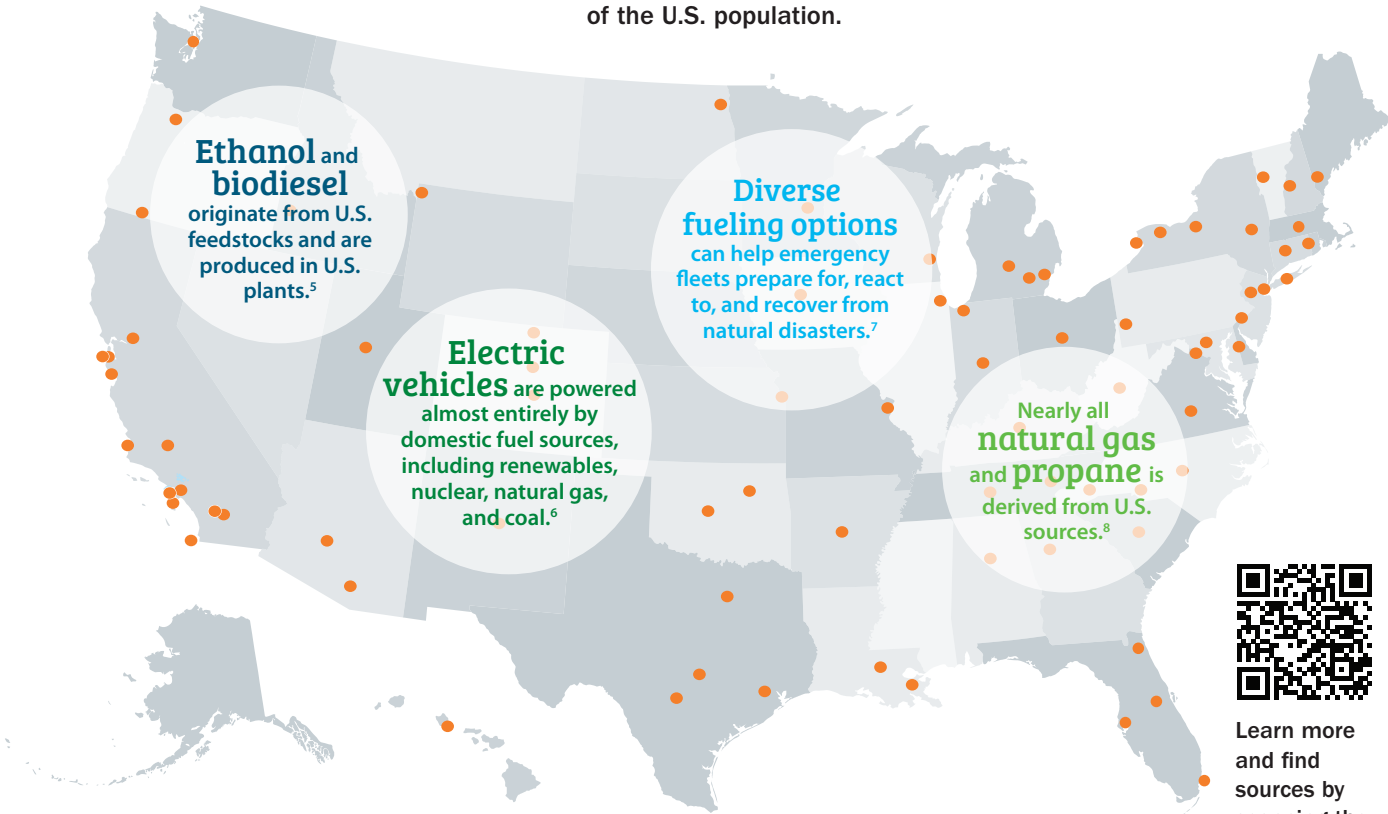 of the U.S. population.
Ethanol and
biodiesel
originate from U.S.
feedstocks and are
produced in U.S.
plants.5
Diverse
fueling options
can help emergency
fleets prepare for, react
to, and recover from
natural disasters.7
Electric
vehicles are powered
almost entirely by
domestic fuel sources,
including renewables,
nuclear, natural gas,
and coal.6
Nearly all
natural gas
and propane is
derived from U.S.
sources.8
Learn more
and find
sources by